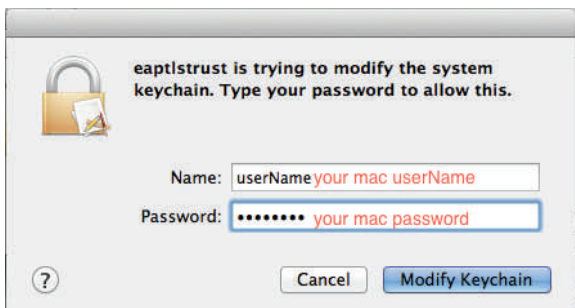 eaptlstrust is trying to modify the system
keychain. Type your password to allow this.
Name: userName your mac userName
Password: •••••••• your mac password
? Cancel Modify Keychain